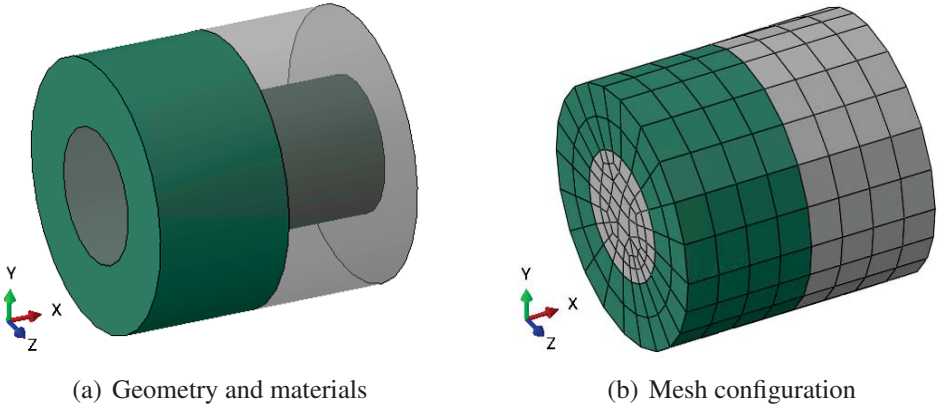 Y
X
Z
Y
X
Z
(a) Geometry and materials
(b) Mesh configuration